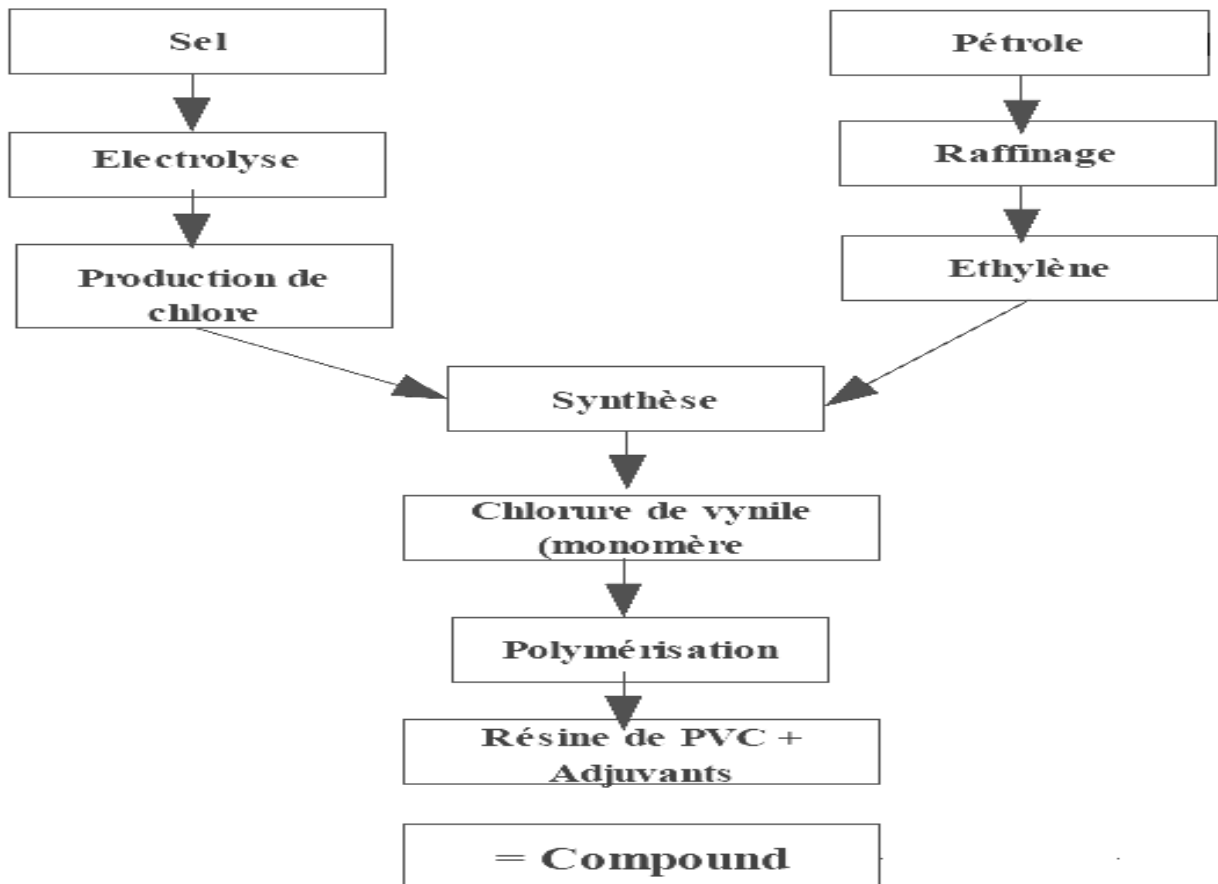 Sel
Pétrole
Electrolyse
Raffinage
Production de
chlore
Ethylène
Synthèse
Chlorure de vynile
(monomère
Polymérisation
Résine de PVC +
Adjuvants
= Compound